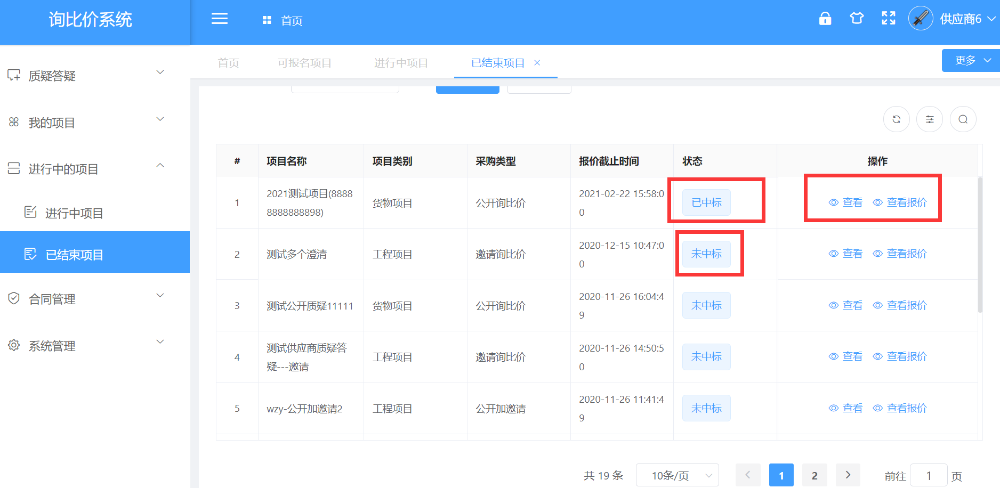 询比价系统
首页
供应商6
首页
可报名项目
进行中项目
已结束项目
更多
质疑答疑
我的项目
进行中的项目
进行中项目
已结束项目
合同管理
系统管理
# 项目名称 项目类别 采购类型 报价截止时间 状态 操作
1 2021测试项目(8888 货物项目 公开询比价 2021-02-22 15:58:0 已中标 查看 查看报价
8888888898) 0
2 测试多个澄清 工程项目 邀请询比价 2020-12-15 10:47:0 未中标 查看 查看报价
0
3 测试公开质疑11111 货物项目 公开询比价 2020-11-26 16:04:4 未中标 查看 查看报价
9
4 测试供应商质疑答 工程项目 邀请询比价 2020-11-26 14:50:5 未中标 查看 查看报价
疑---邀请 0
5 wzy-公开加邀请2 工程项目 公开加邀请 2020-11-26 11:41:4 未中标 查看 查看报价
9
共 19 条 10条/页 1 2 前往 1 页